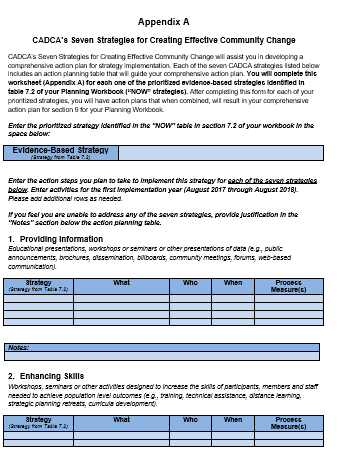 Appendix A
CADCA's Seven Strategies for Creating Effective Community Change
CADCA's Seven Strategies for Creating Effective Community Change will assist you in developing a
comprehensive action plan for strategy implementation. Each of the seven CADCA strategies listed below
includes an action planning table that will guide your comprehensive action plan. You will complete this
worksheet (Appendix A) for each one of the prioritized evidence-based strategies identified in
table 7.2 of your Planning Workbook ("NOW" strategies). After completing this form for each of your
prioritized strategies, you will have action plans that when combined, will result in your comprehensive
action plan for section 9 for your Planning Workbook.
Enter the prioritized strategy identified in the "NOW" table in section 7.2 of your workbook in the
space below:
Evidence-Based Strategy
(Strategy from Table 7.2)
Enter the action steps you plan to take to implement this strategy for each of the seven strategies
below. Enter activities for the first implementation year (August 2017 through August 2018).
Please add additional rows as needed.
If you feel you are unable to address any of the seven strategies, provide justification in the
"Notes" section below the action planning table.
1. Providing Information
Educational presentations, workshops or seminars or other presentations of data (e.g., public
announcements, brochures, dissemination, billboards, community meetings, forums, web-based
communication).
Strategy What Who When Process
(Strategy from Table 7.2) Measure(s)
Notes:
2. Enhancing Skills
Workshops, seminars or other activities designed to increase the skills of participants, members and staff
needed to achieve population level outcomes (e.g., training, technical assistance, distance learning,
strategic planning retreats, curricula development).
Strategy What Who When Process
(Strategy from Table 7.2) Measure(s)